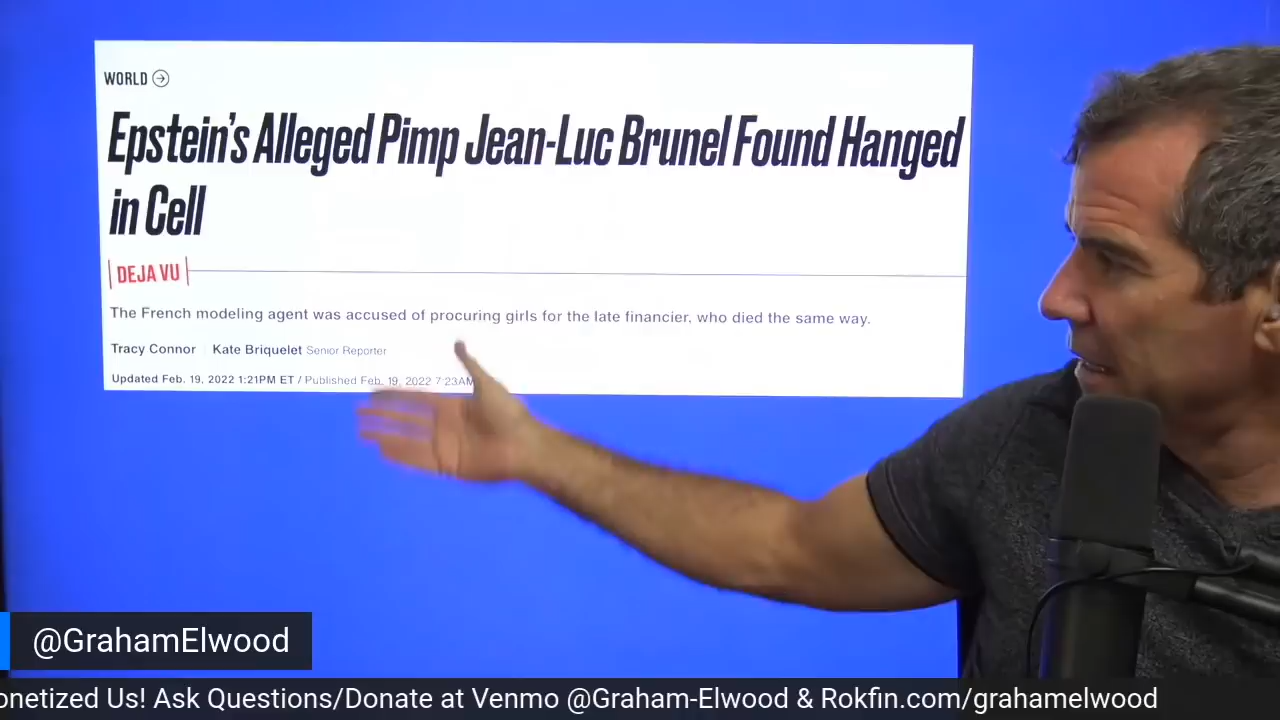 WORLD
Epstein's Alleged Pimp Jean-Luc Brunel Found Hanged
in Cell
DEJA VU
The French modeling agent was accused of procuring girls for the late financier, who died the same way.
Tracy Connor Kate Briquelet Senior Reporter
Updated Feb. 19, 2022 1:21PM ET / Published Feb. 19, 2022 7:23AM
@GrahamElwood
onetized Us! Ask Questions/Donate at Venmo @Graham-Elwood & Rokfin.com/grahamelwood